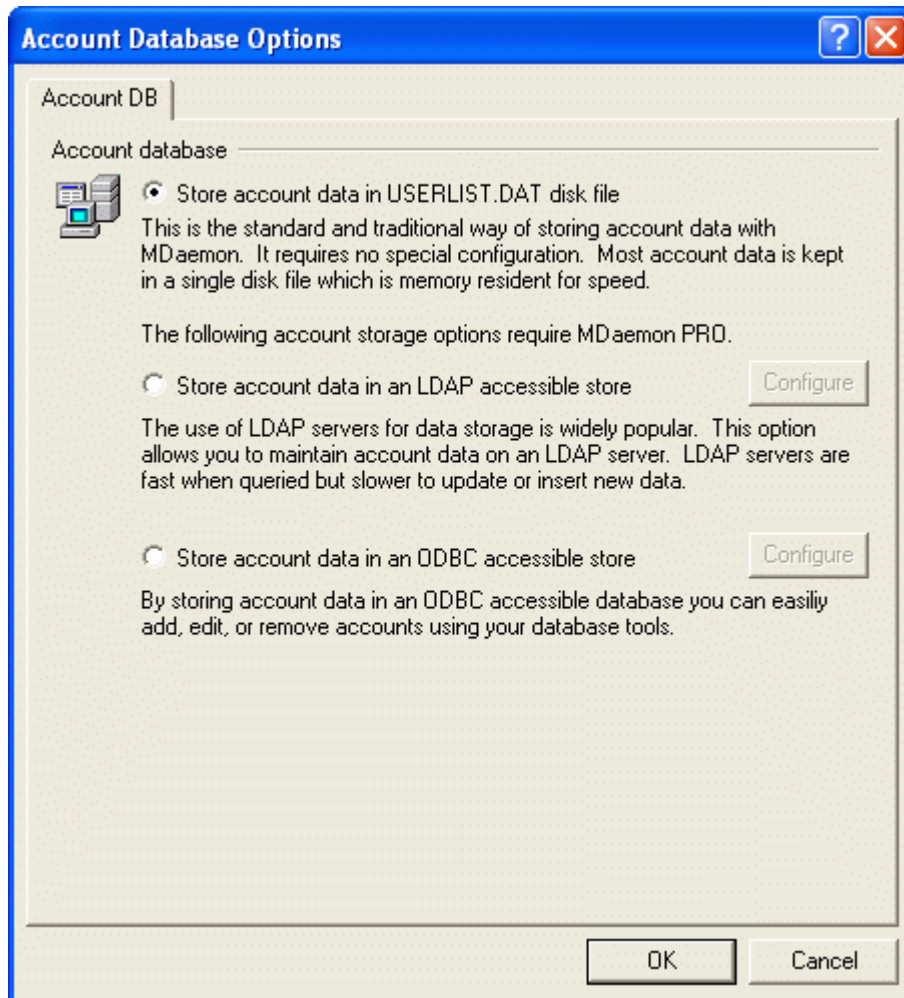 Account Database Options
Account DB
Account database
Store account data in USERLIST.DAT disk file
This is the standard and traditional way of storing account data with
MDaemon. It requires no special configuration. Most account data is kept
in a single disk file which is memory resident for speed.
The following account storage options require MDaemon PRO.
Store account data in an LDAP accessible store
Configure
The use of LDAP servers for data storage is widely popular. This option
allows you to maintain account data on an LDAP server. LDAP servers are
fast when queried but slower to update or insert new data.
Store account data in an ODBC accessible store
Configure
By storing account data in an ODBC accessible database you can easiliy
add, edit, or remove accounts using your database tools.
OK
Cancel